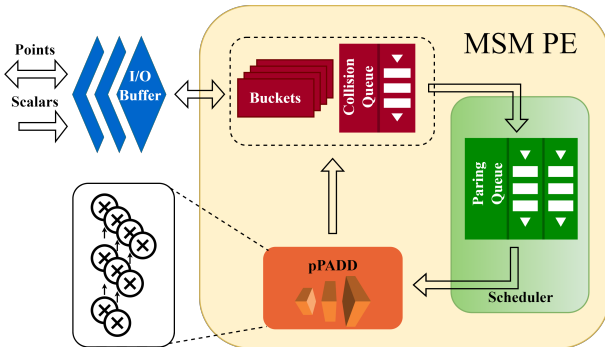 MSM PE
Points
Scalars
I/O
Buffer
Buckets
Collision
Queue
Paring
Queue
Scheduler
pPADD